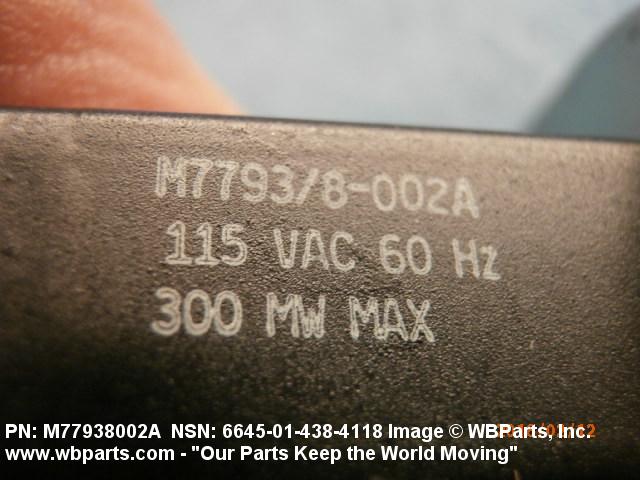 M7793/8-002A
115 VAC 60 Hz
300 MW MAX
PN: M77938002A NSN: 6645-01-438-4118 Image © WBParts, Inc.
www.wbparts.com - "Our Parts Keep the World Moving"